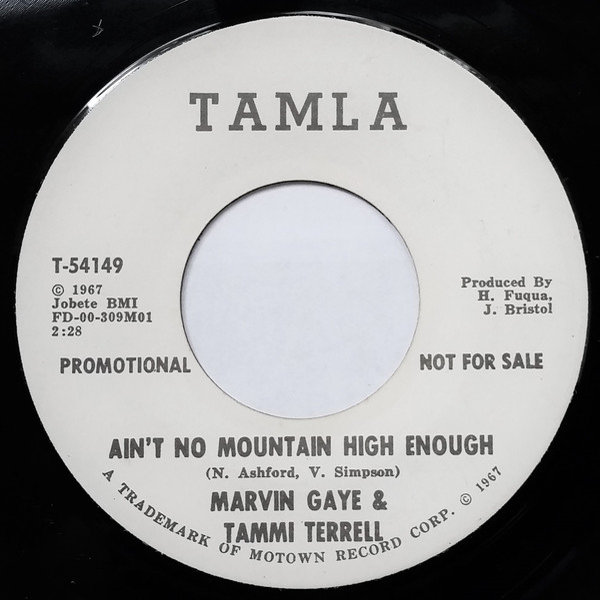 TAMLA
T-54149
© 1967
Jobete BMI
FD-00-309M01
2:28
Produced By
H. Fuqua,
J. Bristol
PROMOTIONAL
NOT FOR SALE
AIN'T NO MOUNTAIN HIGH ENOUGH
(N. Ashford, V. Simpson)
MARVIN GAYE &
TAMMI TERRELL
A TRADEMARK OF MOTOWN RECORD CORP. © 1967